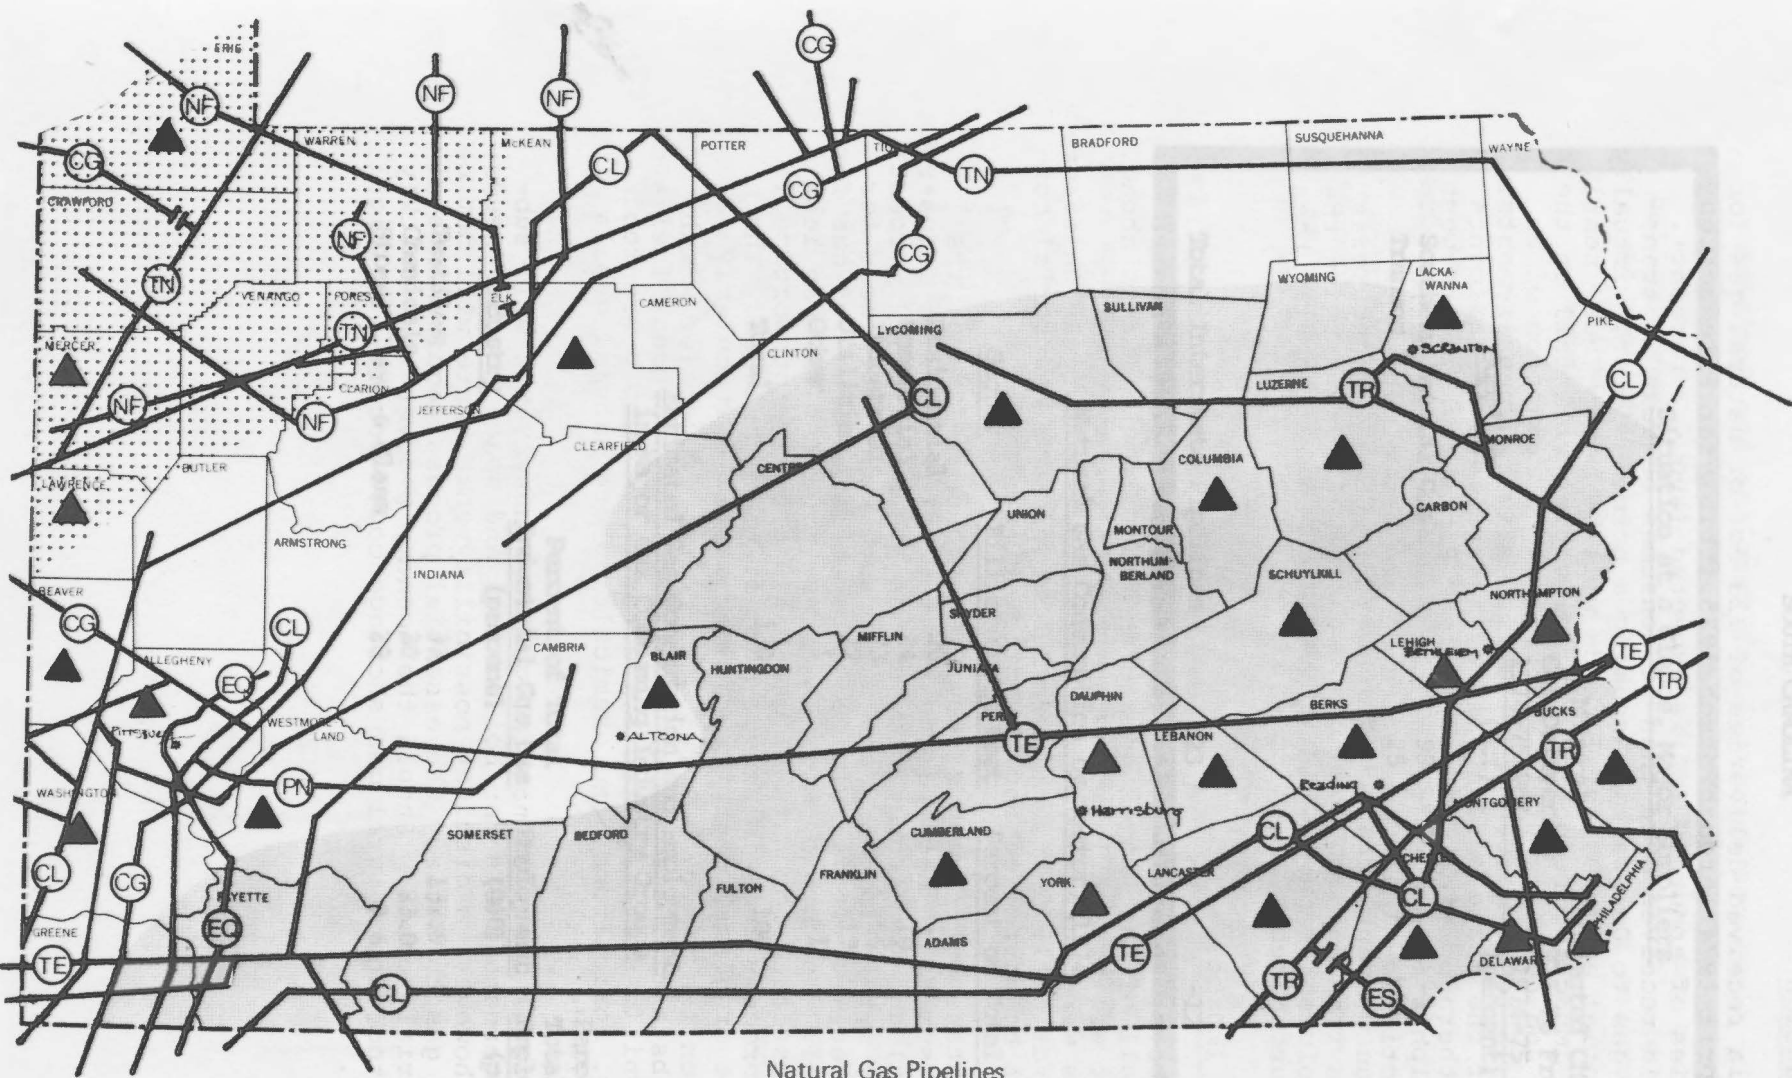 CG
ERIE
NF
NF
NF
WARREN
McKEAN
POTTER
BRADFORD
SUSQUEHANNA
WAYNE
CG
CL
CG
TN
CRAWFORD
NF
CG
TN
VENANGO
FOREST
ELK
CAMERON
WYOMING
LACKA-
WANNA
SULLIVAN
PIKE
TN
LYCOMING
MERCER
CLINTON
SCRANTON
CLARION
LUZERNE
TR
CL
NF
NF
CL
JEFFERSON
MONROE
CLEARFIELD
BUTLER
CENTRE
COLUMBIA
LAWRENCE
CARBON
UNION
MONTOUR
ARMSTRONG
NORTHUM-
BERLAND
INDIANA
SCHUYLKILL
BEAVER
NORTHAMPTON
SNYDER
CG
CL
MIFFLIN
LEHIGH
BETHLEHEM
CAMBRIA
TE
ALLEGHENY
BLAIR
HUNTINGDON
JUNIATA
EQ
TR
DAUPHIN
BERKS
BUCKS
WESTMORE-
LAND
PERRY
Pittsburg
ALTOONA
TE
LEBANON
TR
PN
Reading
WASHINGTON
MONTGOMERY
Harrisburg
SOMERSET
BEDFORD
CUMBERLAND
CL
CHESTER
CL
CG
FRANKLIN
LANCASTER
YORK
FULTON
FAYETTE
CL
PHILADELPHIA
GREENE
EQ
ADAMS
TE
TE
DELAWARE
CL
TR
ES
Natural Gas Pipelines